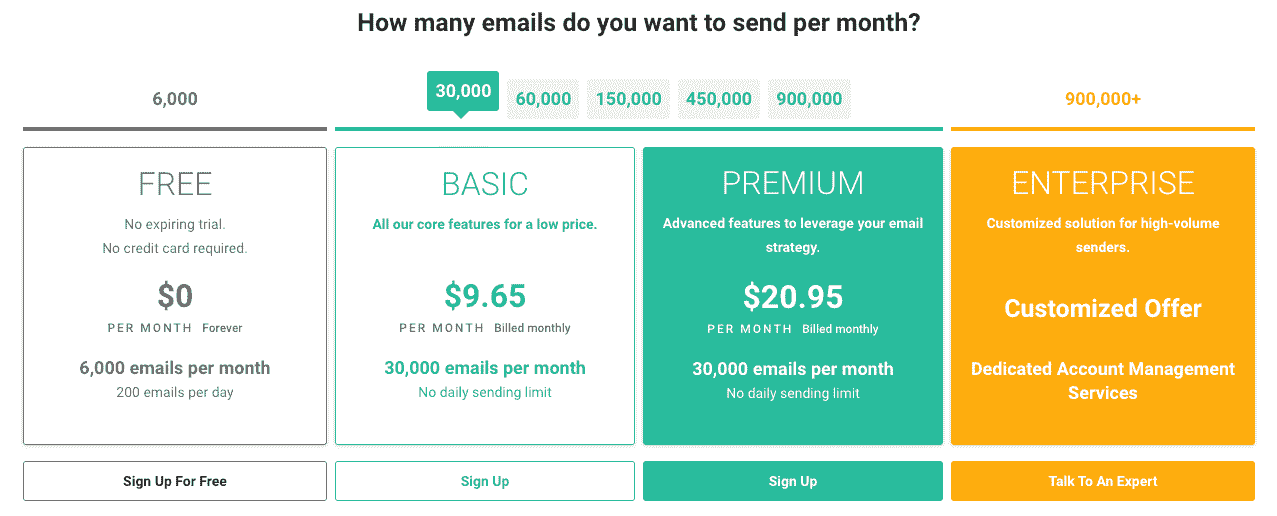 How many emails do you want to send per month?
6,000
30,000
60,000
150,000
450,000
900,000
900,000+
FREE
No expiring trial.
No credit card required.
$0
PER MONTH Forever
6,000 emails per month
200 emails per day
Sign Up For Free
BASIC
All our core features for a low price.
$9.65
PER MONTH Billed monthly
30,000 emails per month
No daily sending limit
Sign Up
PREMIUM
Advanced features to leverage your email
strategy.
$20.95
PER MONTH Billed monthly
30,000 emails per month
No daily sending limit
Sign Up
ENTERPRISE
Customized solution for high-volume
senders.
Customized Offer
Dedicated Account Management
Services
Talk To An Expert